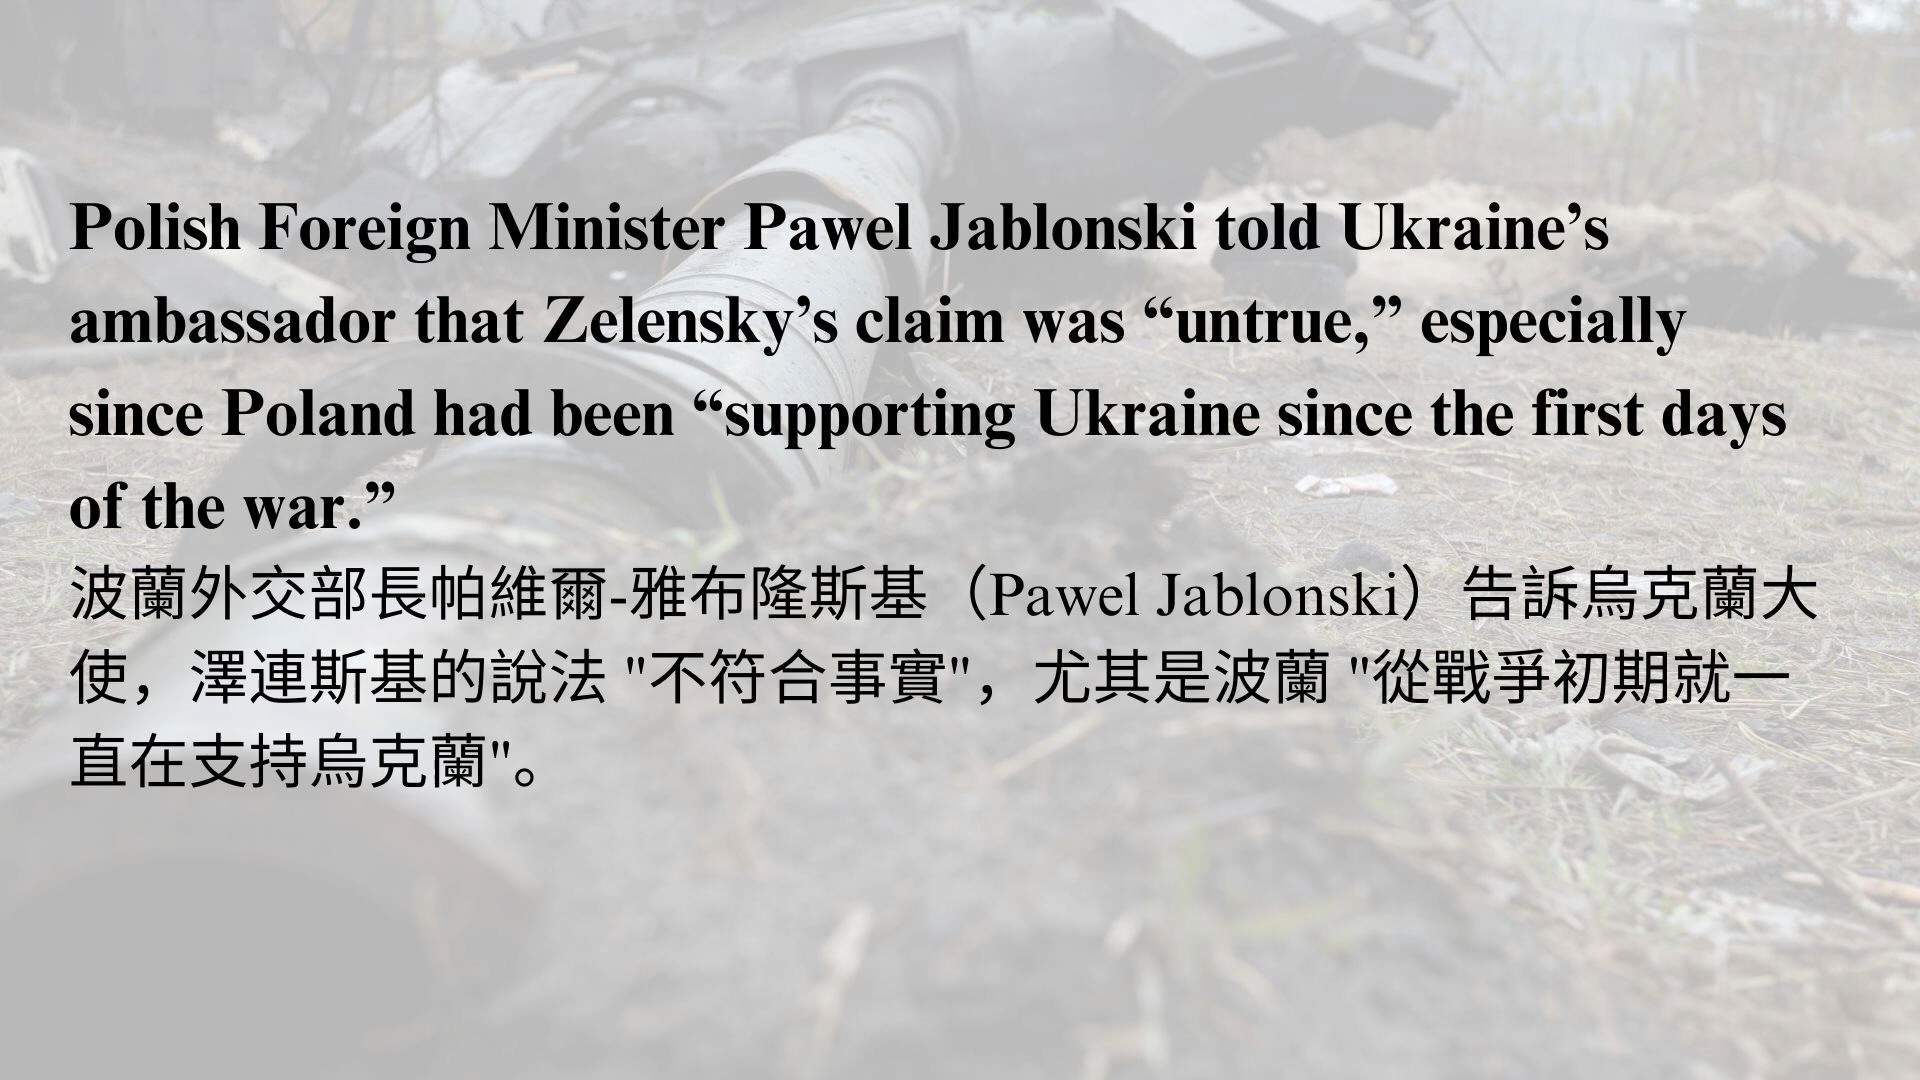 Polish Foreign Minister Pawel Jablonski told Ukraine’s
ambassador that Zelensky’s claim was “untrue,” especially
since Poland had been “supporting Ukraine since the first days
of the war.”
波蘭外交部長帕維爾-雅布隆斯基（Pawel Jablonski）告訴烏克蘭大
使，澤連斯基的說法 "不符合事實"，尤其是波蘭 "從戰爭初期就一
直在支持烏克蘭"。